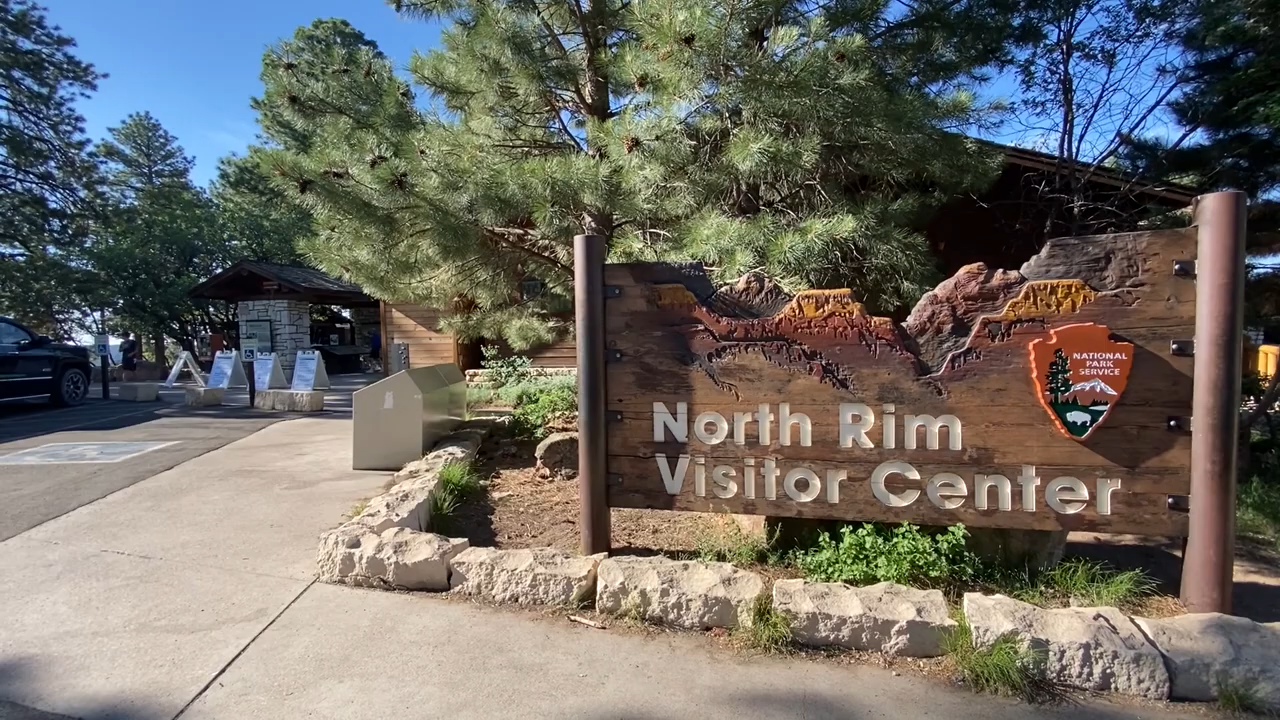 North Rim
Visitor Center
NATIONAL
PARK
SERVICE